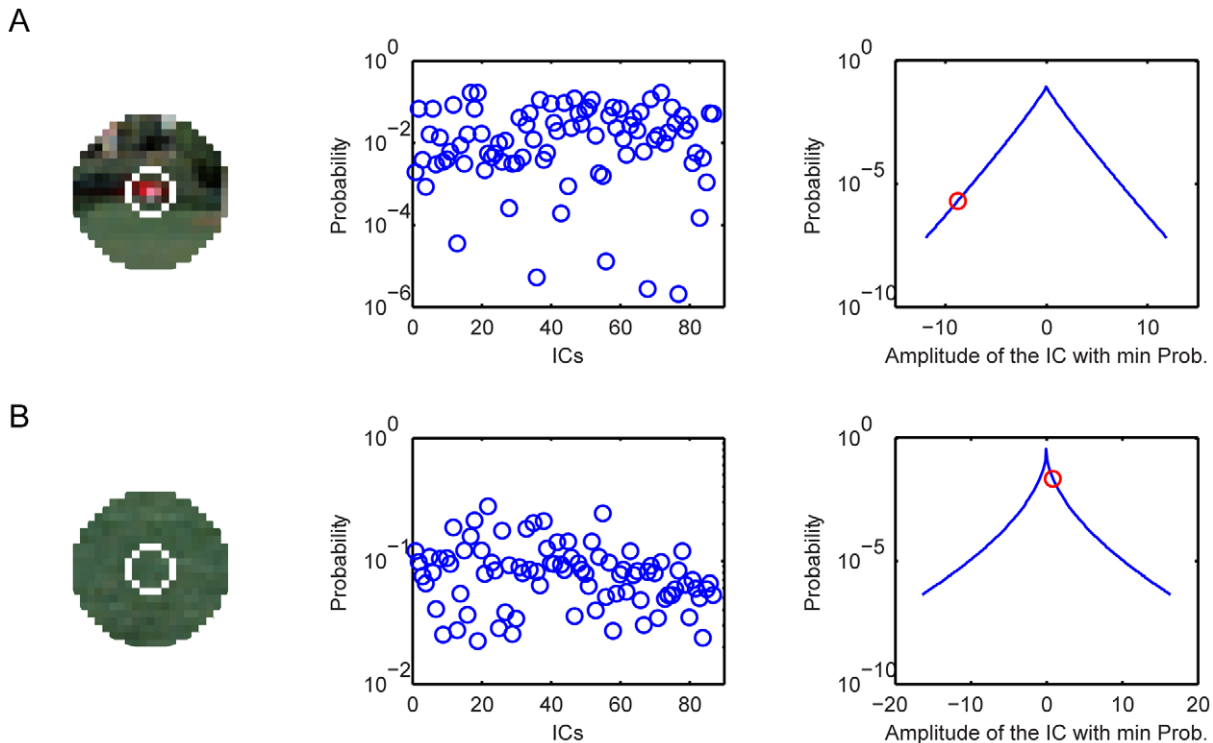 A
10^0
10^−2
10^−4
10^−6
Probability
0 20 40 60 80
ICs
10^0
10^−5
10^−10
Probability
−10 0 10
Amplitude of the IC with min Prob.
B
10^0
10^−1
10^−2
Probability
0 20 40 60 80
ICs
10^0
10^−5
10^−10
Probability
−20 −10 0 10 20
Amplitude of the IC with min Prob.